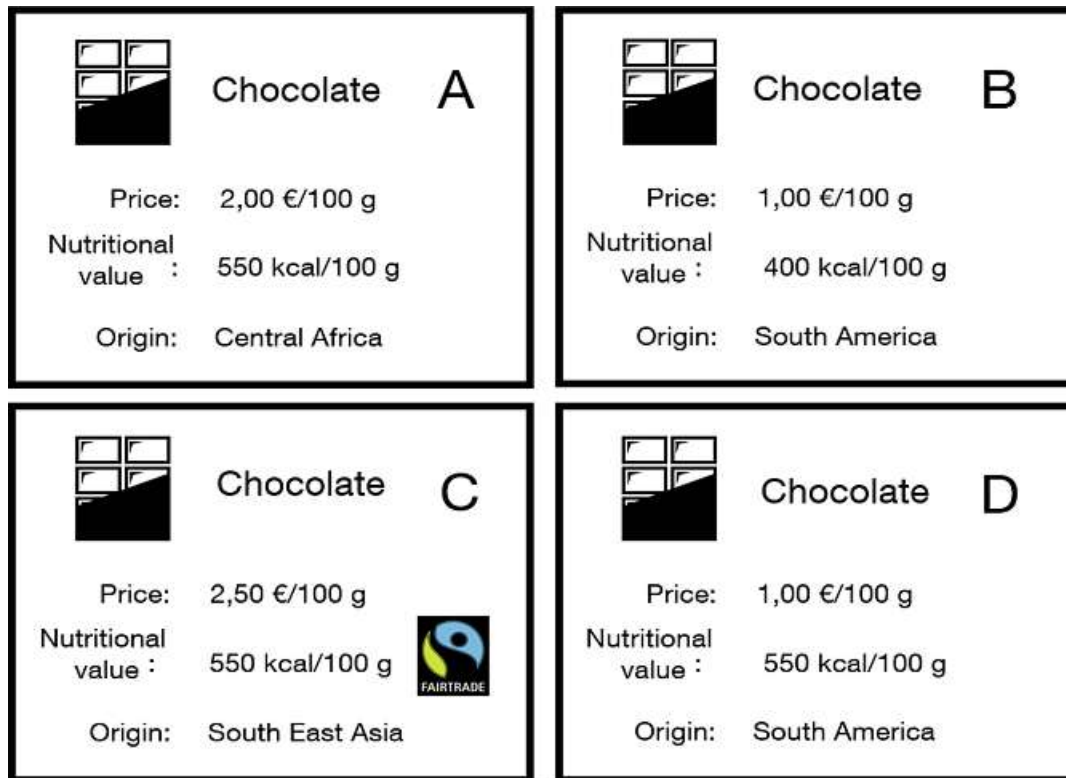 Chocolate A
Price: 2,00 €/100 g
Nutritional
value : 550 kcal/100 g
Origin: Central Africa
Chocolate B
Price: 1,00 €/100 g
Nutritional
value : 400 kcal/100 g
Origin: South America
Chocolate C
Price: 2,50 €/100 g
Nutritional
value : 550 kcal/100 g
FAIRTRADE
Origin: South East Asia
Chocolate D
Price: 1,00 €/100 g
Nutritional
value : 550 kcal/100 g
Origin: South America